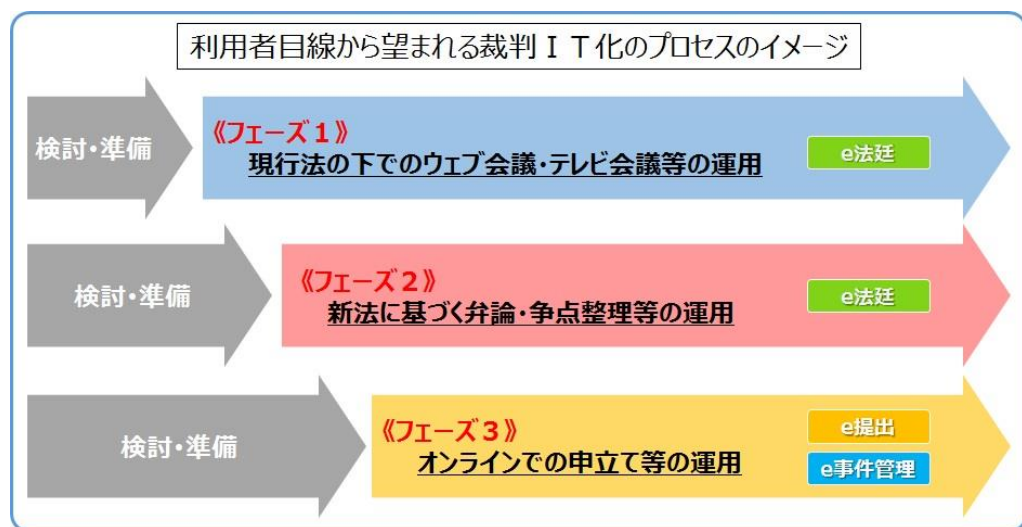 利用者目線から望まれる裁判ＩＴ化のプロセスのイメージ
検討・準備
《フェーズ１》
現行法の下でのウェブ会議・テレビ会議等の運用
e法廷
検討・準備
《フェーズ２》
新法に基づく弁論・争点整理等の運用
e法廷
検討・準備
《フェーズ３》
オンラインでの申立て等の運用
e提出
e事件管理